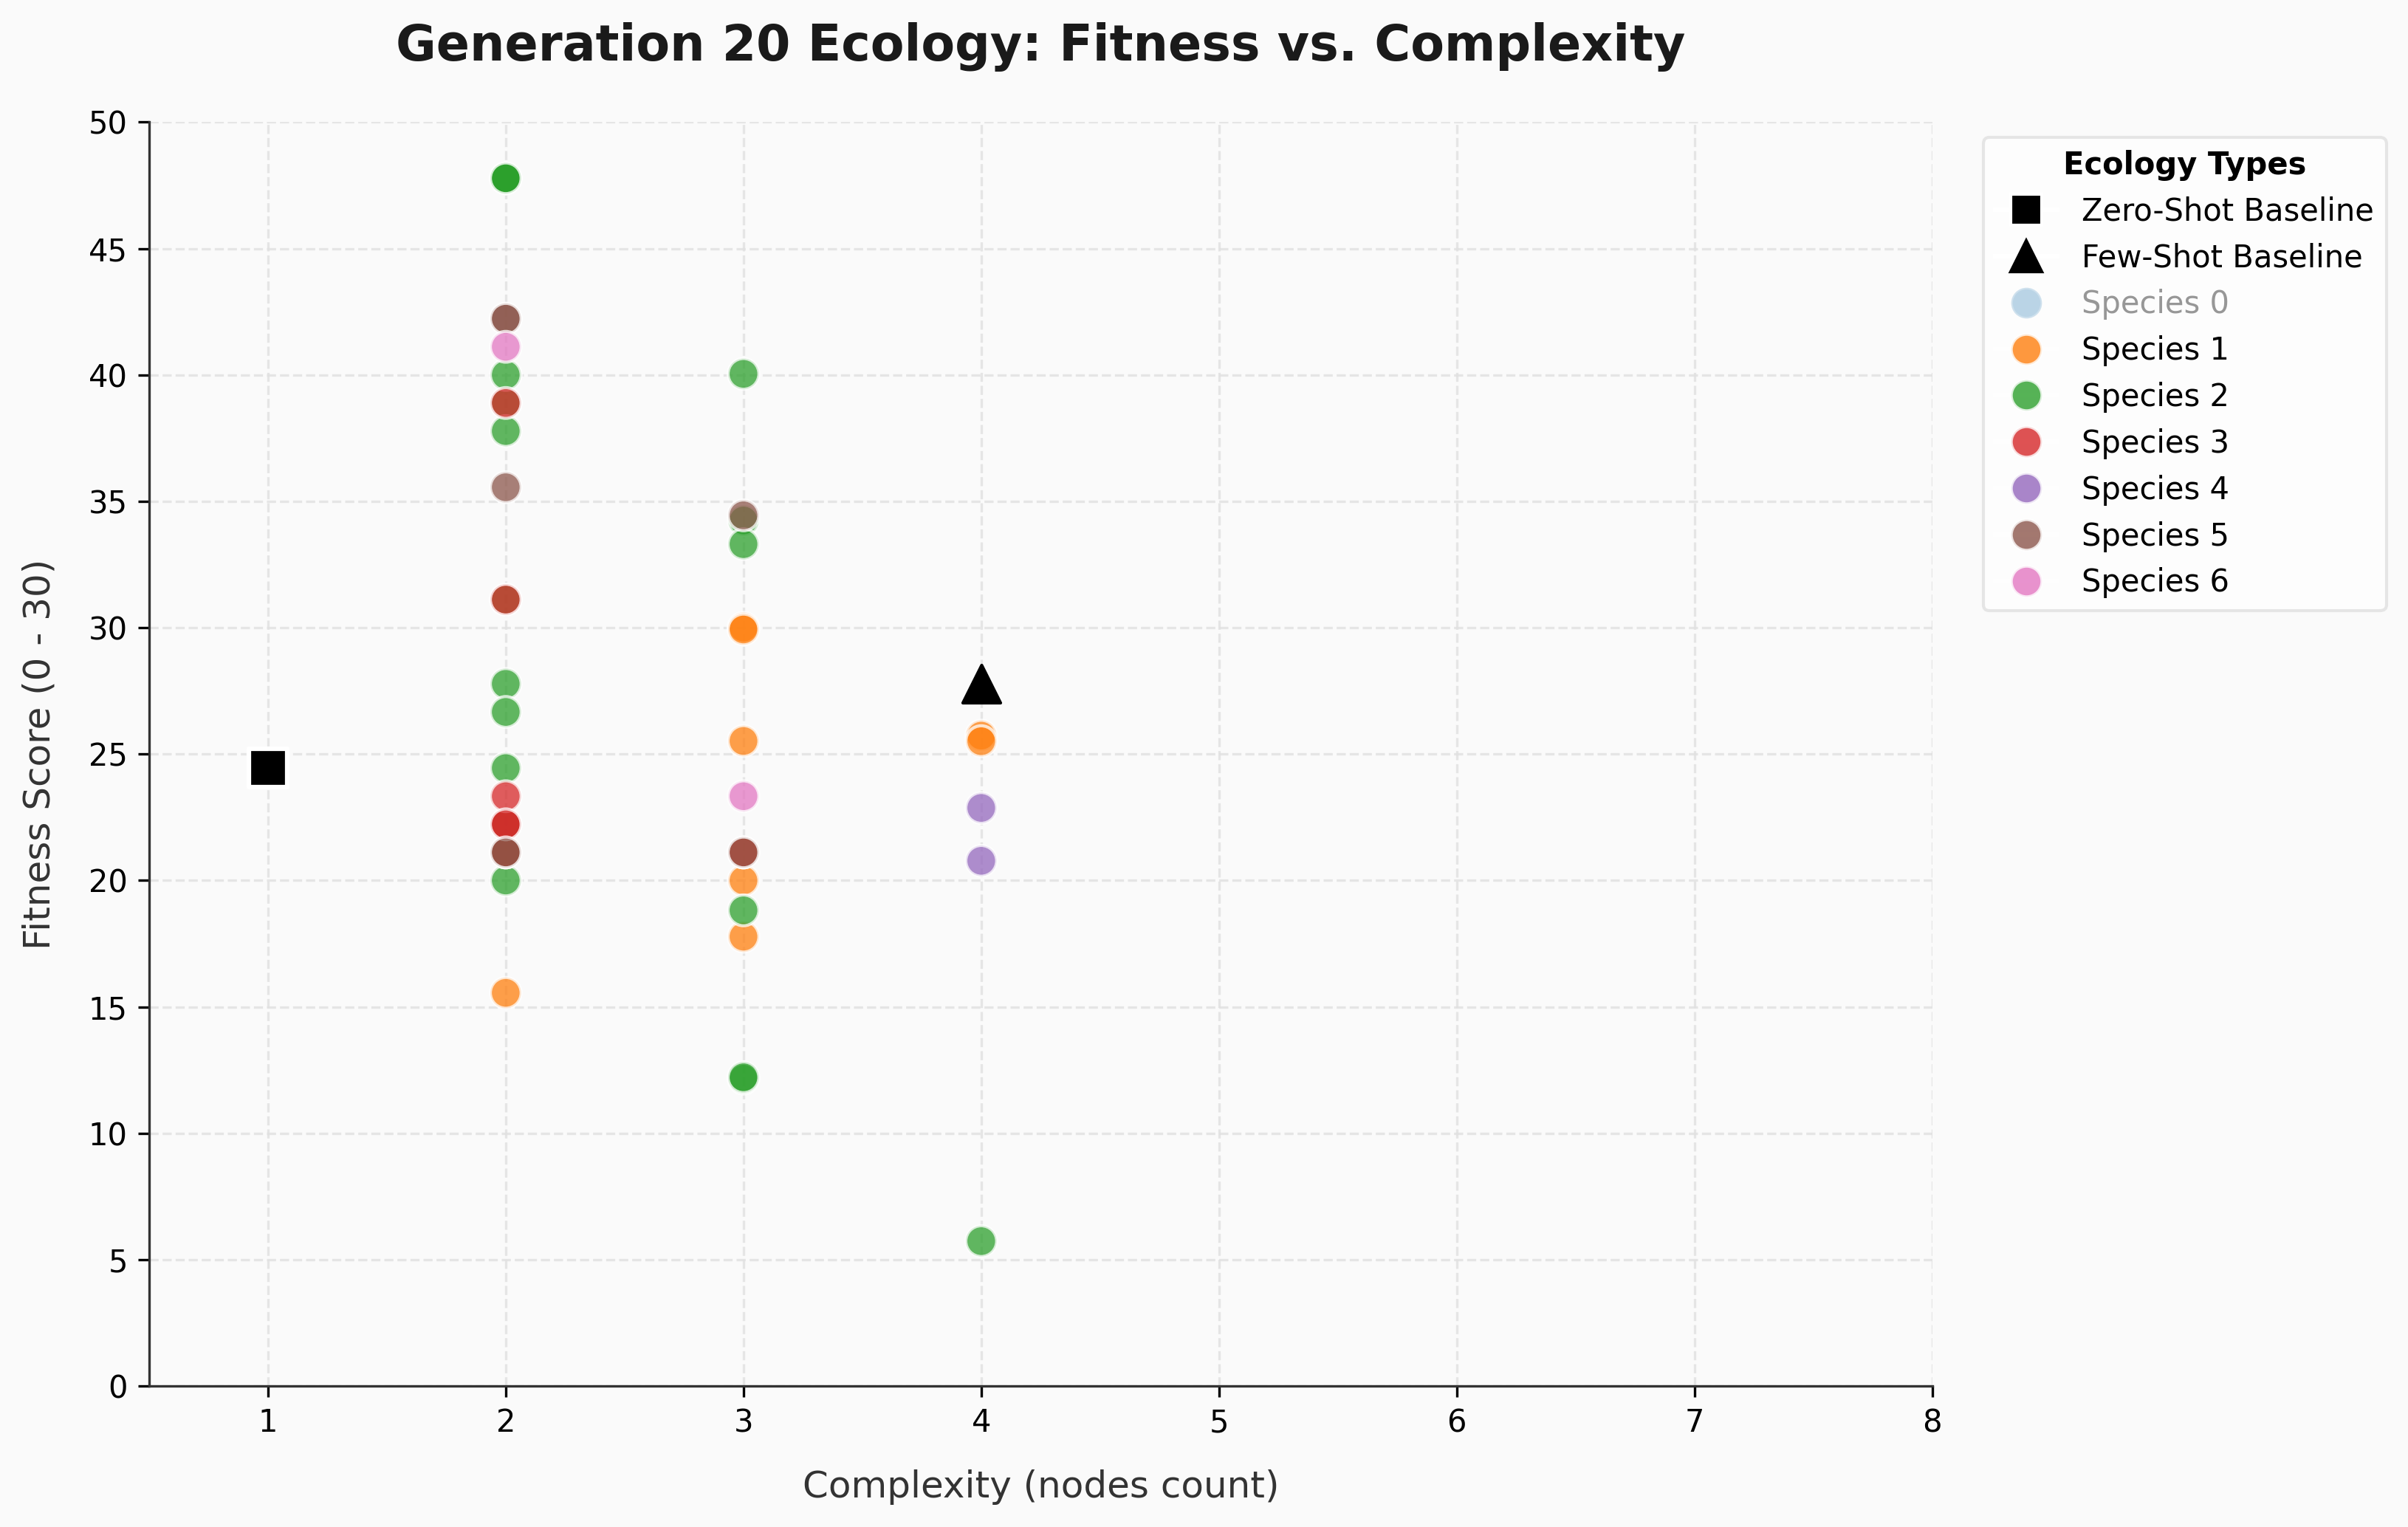 Generation 20 Ecology: Fitness vs. Complexity
Fitness Score (0 - 30)
50
45
40
35
30
25
20
15
10
5
0
1 2 3 4 5 6 7 8
Complexity (nodes count)
Ecology Types
Zero-Shot Baseline
Few-Shot Baseline
Species 0
Species 1
Species 2
Species 3
Species 4
Species 5
Species 6